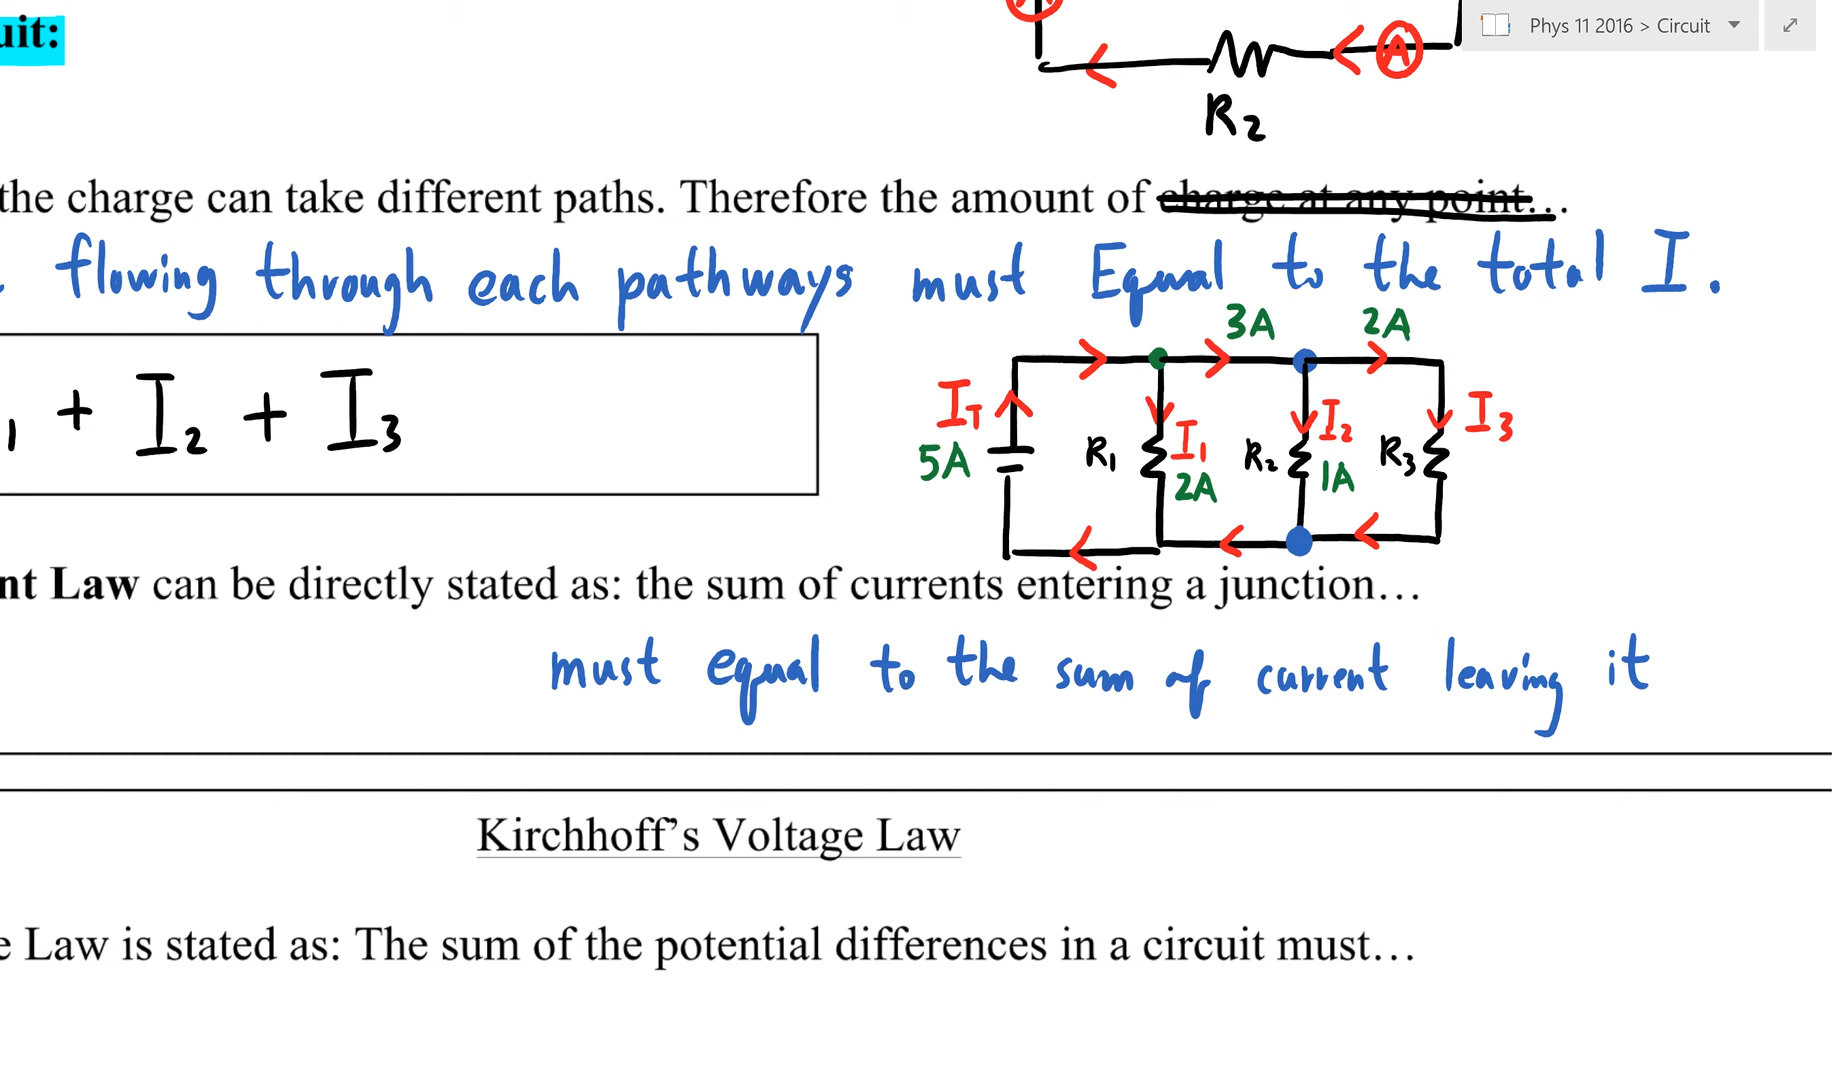 uit:
Phys 11 2016 > Circuit
A
R2
the charge can take different paths. Therefore the amount of charge at any point...
flowing through each pathways must Equal to the total I.
3A 2A
1 + I2 + I3
IT I1 I2 I3
5A R1 R2 R3
2A 1A
nt Law can be directly stated as: the sum of currents entering a junction...
must equal to the sum of current leaving it
Kirchhoff's Voltage Law
e Law is stated as: The sum of the potential differences in a circuit must...